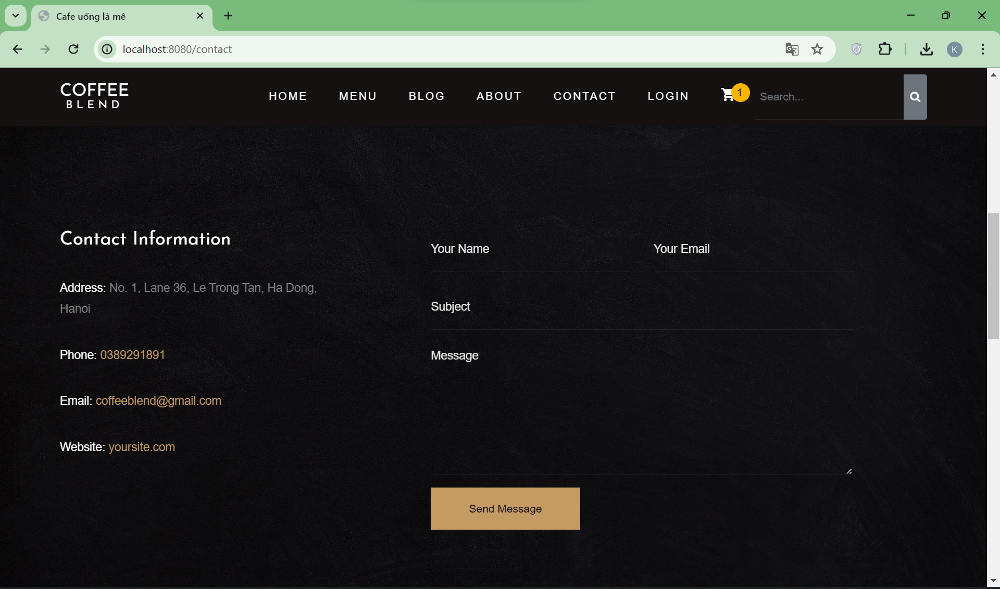 Cafe uống là mê
localhost:8080/contact
K
COFFEE
BLEND
HOME MENU BLOG ABOUT CONTACT LOGIN 1 Search...
Contact Information
Address: No. 1, Lane 36, Le Trong Tan, Ha Dong,
Hanoi
Phone: 0389291891
Email: coffeeblend@gmail.com
Website: yoursite.com
Your Name Your Email
Subject
Message
Send Message